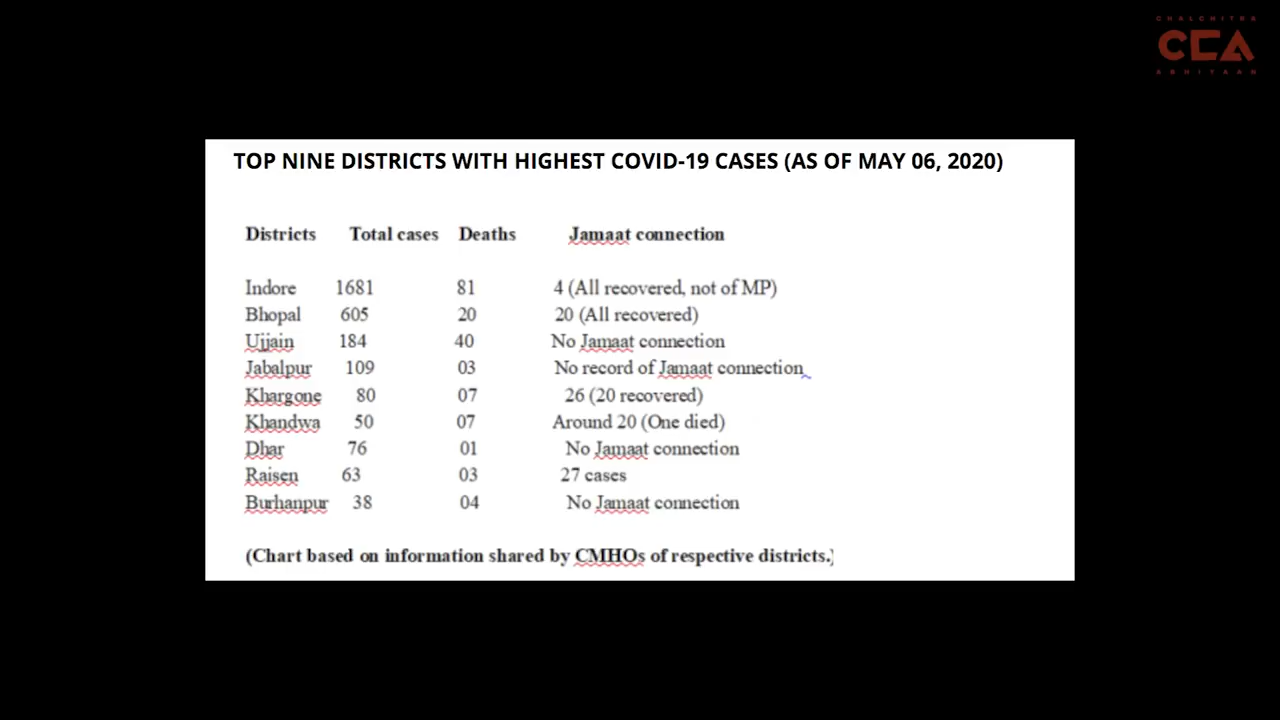 CHALCHITRA
CCA
ABHIYAAN
TOP NINE DISTRICTS WITH HIGHEST COVID-19 CASES (AS OF MAY 06, 2020)
Districts Total cases Deaths Jamaat connection
Indore 1681 81 4 (All recovered, not of MP)
Bhopal 605 20 20 (All recovered)
Ujjain 184 40 No Jamaat connection
Jabalpur 109 03 No record of Jamaat connection
Khargone 80 07 26 (20 recovered)
Khandwa 50 07 Around 20 (One died)
Dhar 76 01 No Jamaat connection
Raisen 63 03 27 cases
Burhanpur 38 04 No Jamaat connection
(Chart based on information shared by CMHOs of respective districts.)